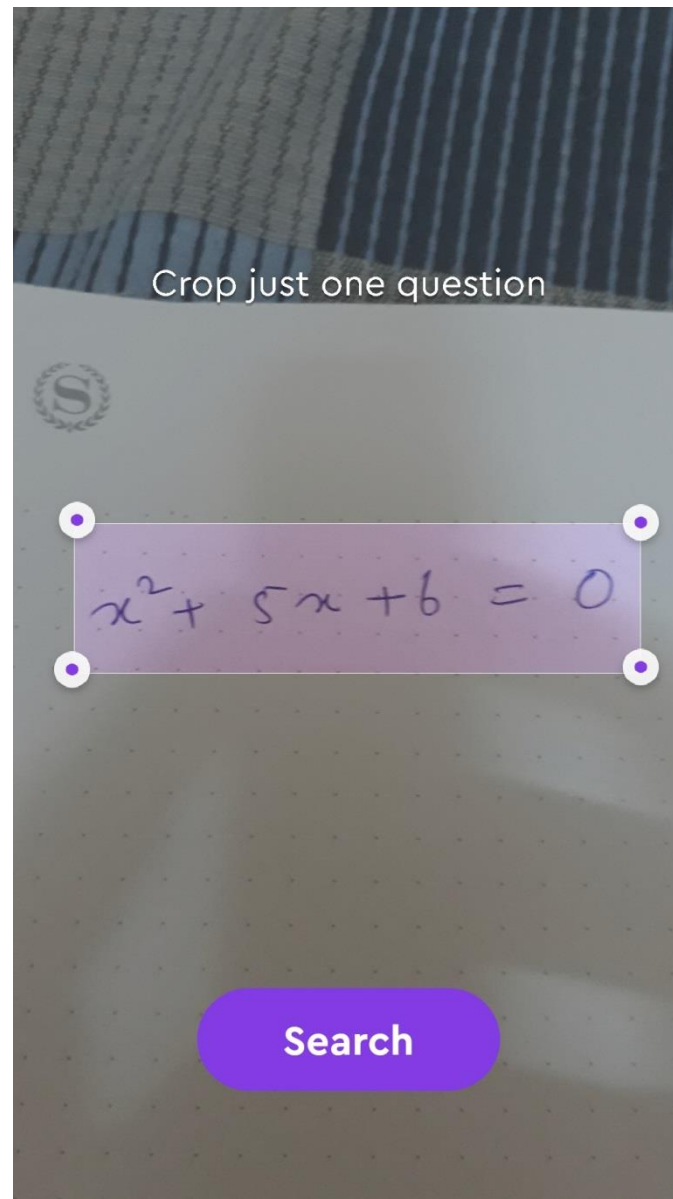 Crop just one question
S
x² + 5x + 6 = 0
Search